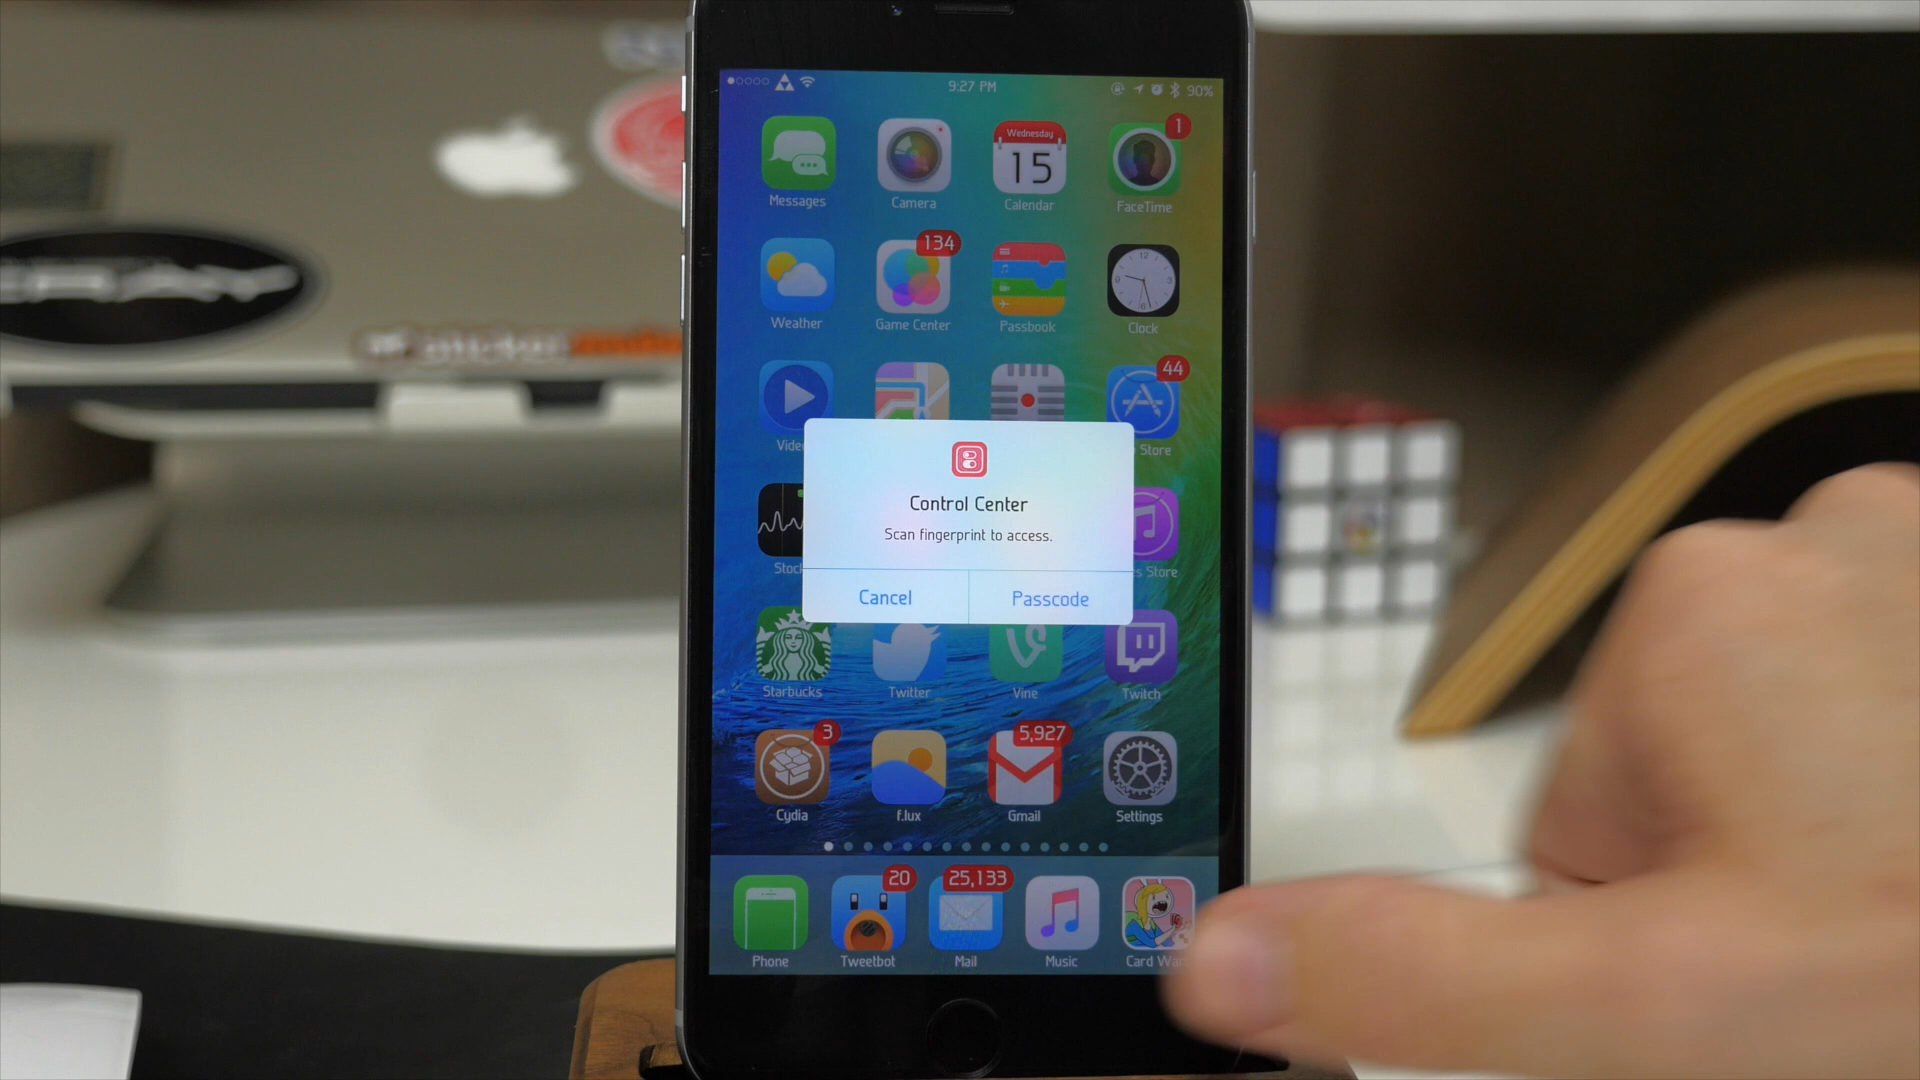 9:27 PM
90%
Wednesday
15
1
Messages
Camera
Calendar
FaceTime
134
Weather
Game Center
Passbook
Clock
44
Store
Control Center
Scan fingerprint to access.
Cancel
Passcode
Store
Starbucks
Twitter
Vine
Twitch
3
5,927
Cydia
f.lux
Gmail
Settings
20
25,133
Phone
Tweetbot
Mail
Music
Card